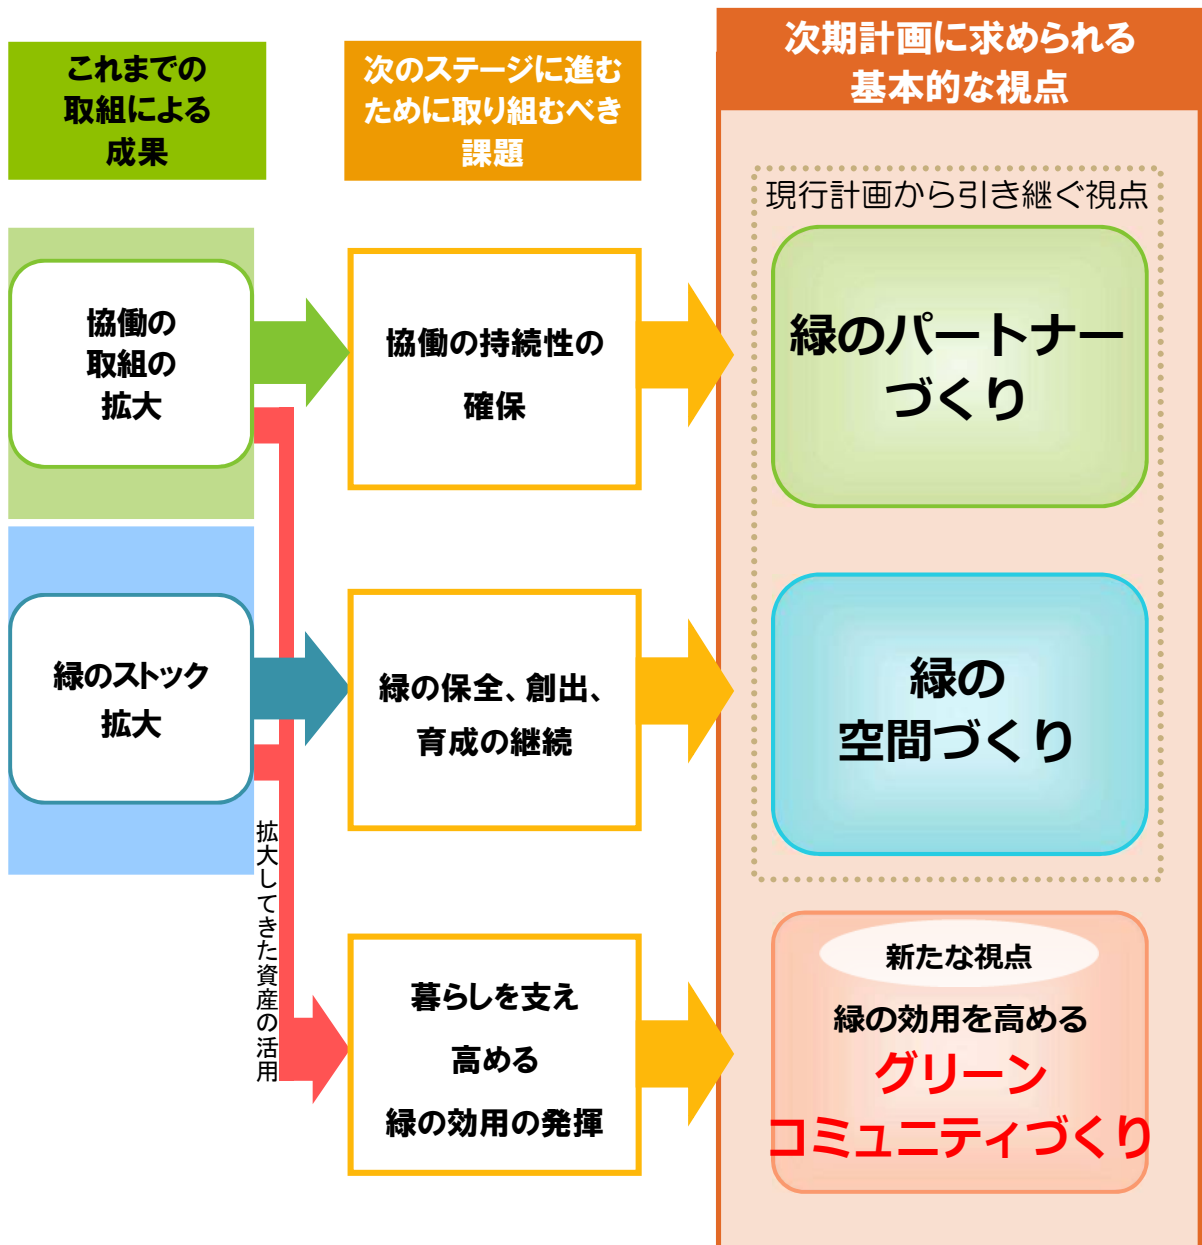 これまでの
取組による
成果
次のステージに進む
ために取り組むべき
課題
次期計画に求められる
基本的な視点
現行計画から引き継ぐ視点
協働の
取組の
拡大
協働の持続性の
確保
緑のパートナー
づくり
緑のストック
拡大
緑の保全、創出、
育成の継続
緑の
空間づくり
拡大してきた資産の活用
暮らしを支え
高める
緑の効用の発揮
新たな視点
緑の効用を高める
グリーン
コミュニティづくり